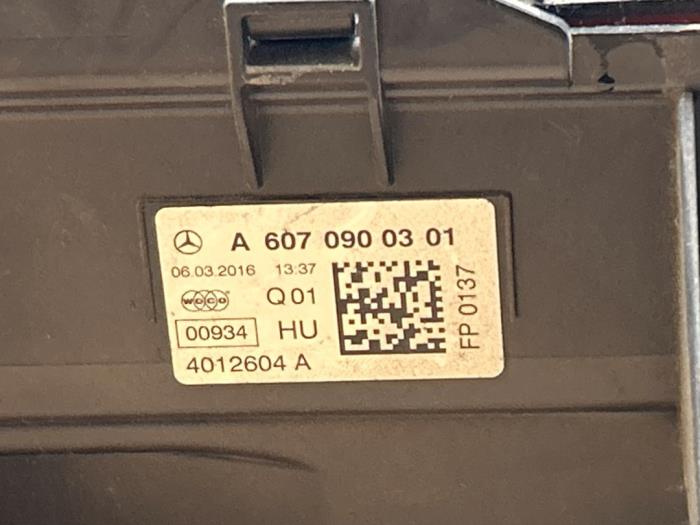 A 607 090 03 01
06.03.2016 13:37
WOCO Q 01
00934 HU
4012604 A
FP 0137